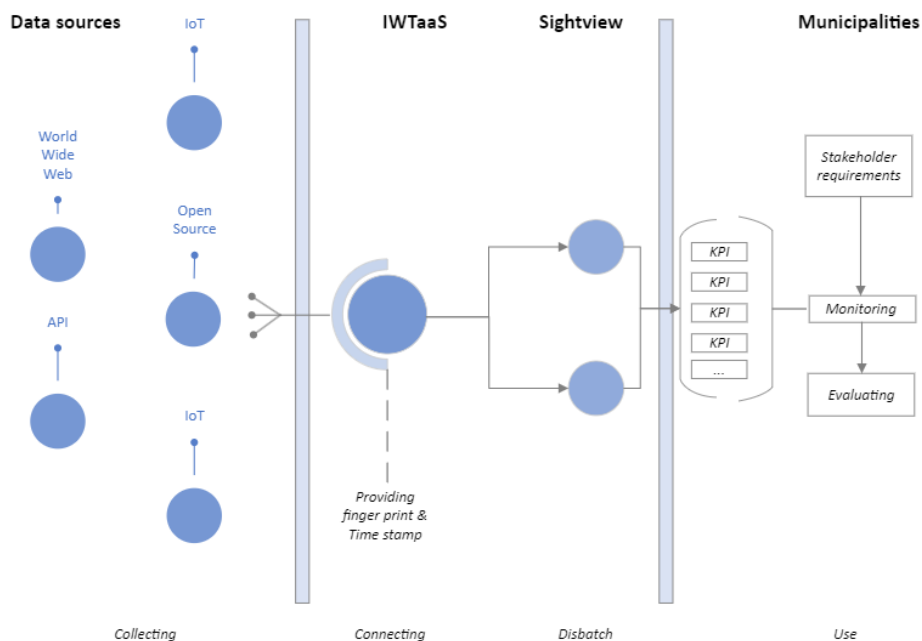 Data sources
IWTaaS
Sightview
Municipalities
IoT
World
Wide
Web
Open
Source
API
IoT
Providing
finger print &
Time stamp
KPI
KPI
KPI
KPI
...
Stakeholder
requirements
Monitoring
Evaluating
Collecting
Connecting
Disbatch
Use